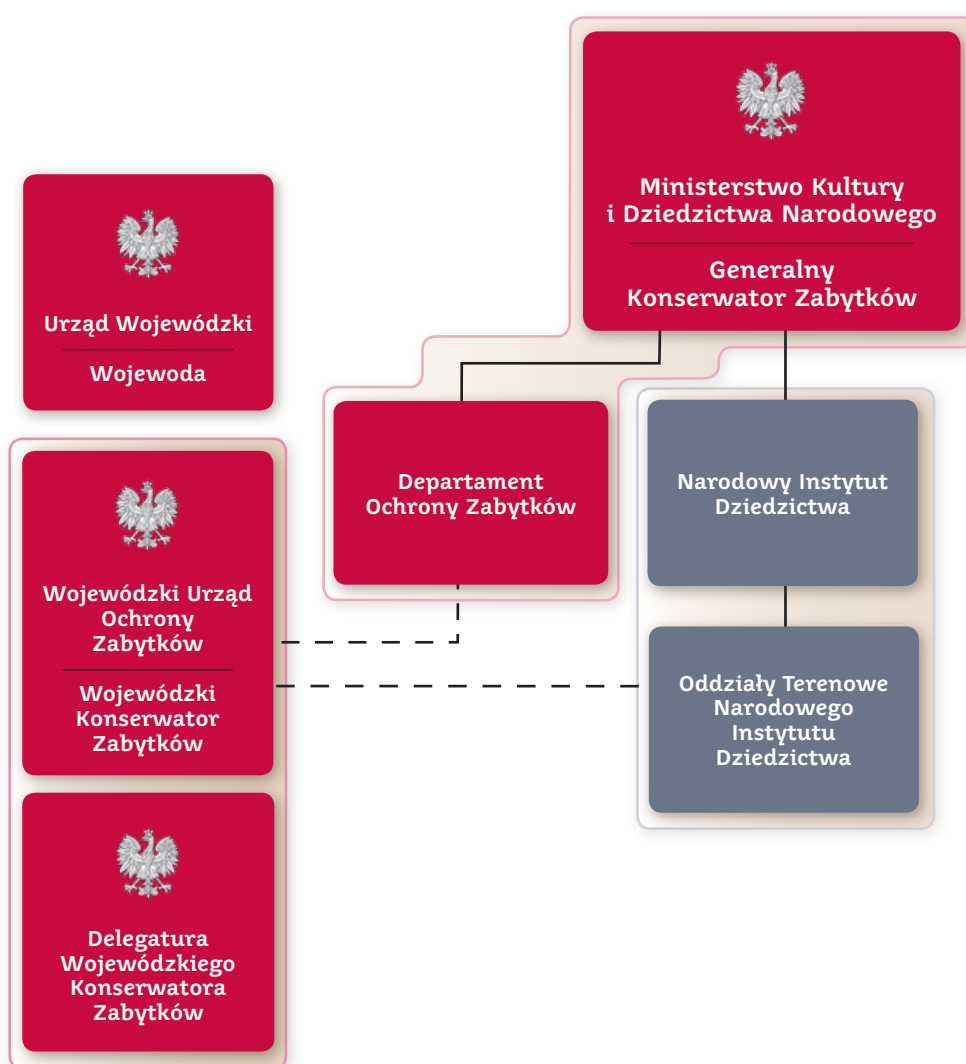 Ministerstwo Kultury
i Dziedzictwa Narodowego
Generalny
Konserwator Zabytków
Urząd Wojewódzki
Wojewoda
Departament
Ochrony Zabytków
Narodowy Instytut
Dziedzictwa
Wojewódzki Urząd
Ochrony
Zabytków
Wojewódzki
Konserwator
Zabytków
Oddziały Terenowe
Narodowego
Instytutu
Dziedzictwa
Delegatura
Wojewódzkiego
Konserwatora
Zabytków